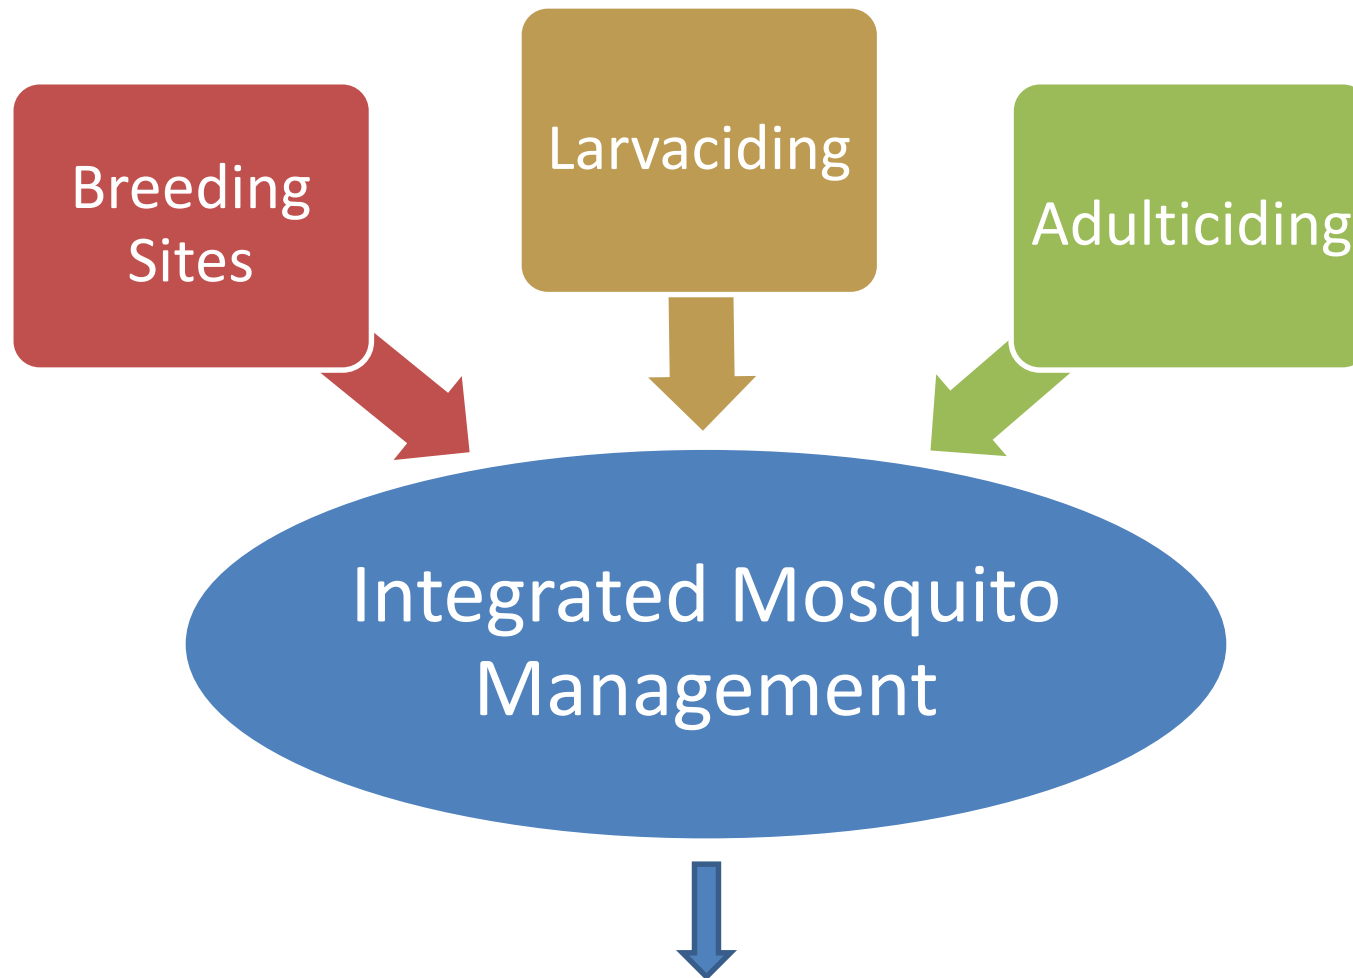 Breeding
Sites
Larvaciding
Adulticiding
Integrated Mosquito
Management